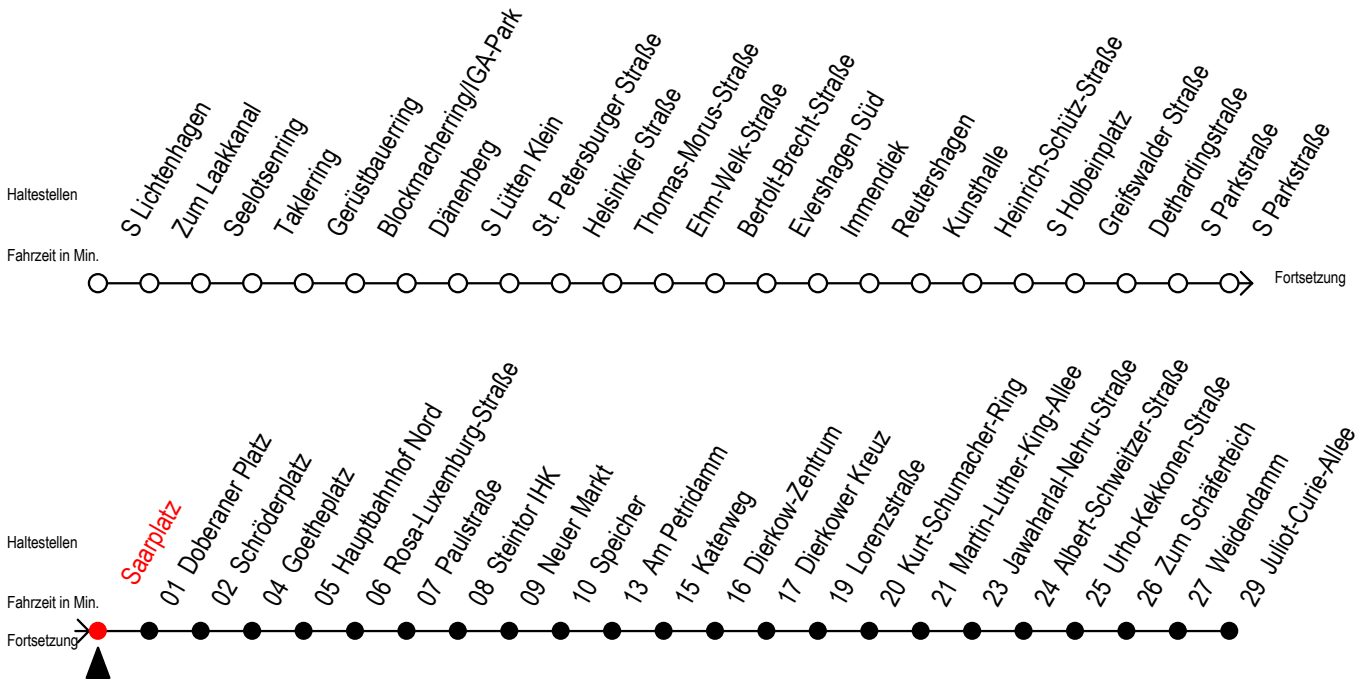 Haltestellen
S Lichtenhagen
Zum Laakkanal
Seelotsenring
Taklerring
Gerüstbauerring
Blockmacherring/IGA-Park
Dänenberg
S Lütten Klein
St. Petersburger Straße
Helsinkier Straße
Thomas-Morus-Straße
Ehm-Welk-Straße
Bertolt-Brecht-Straße
Evershagen Süd
Immendiek
Reutershagen
Kunsthalle
Heinrich-Schütz-Straße
S Holbeinplatz
Greifswalder Straße
Dethardingstraße
S Parkstraße
S Parkstraße
Fahrzeit in Min.
Fortsetzung
Haltestellen
Saarplatz
01 Doberaner Platz
02 Schröderplatz
04 Goetheplatz
05 Hauptbahnhof Nord
06 Rosa-Luxemburg-Straße
07 Paulstraße
08 Steintor IHK
09 Neuer Markt
10 Speicher
13 Am Petridamm
15 Katerweg
16 Dierkow-Zentrum
17 Dierkower Kreuz
19 Lorenzstraße
20 Kurt-Schumacher-Ring
21 Martin-Luther-King-Allee
23 Jawaharlal-Nehru-Straße
24 Albert-Schweitzer-Straße
25 Urho-Kekkonen-Straße
26 Zum Schäferteich
27 Weidendamm
29 Juliot-Curie-Allee
Fahrzeit in Min.
Fortsetzung